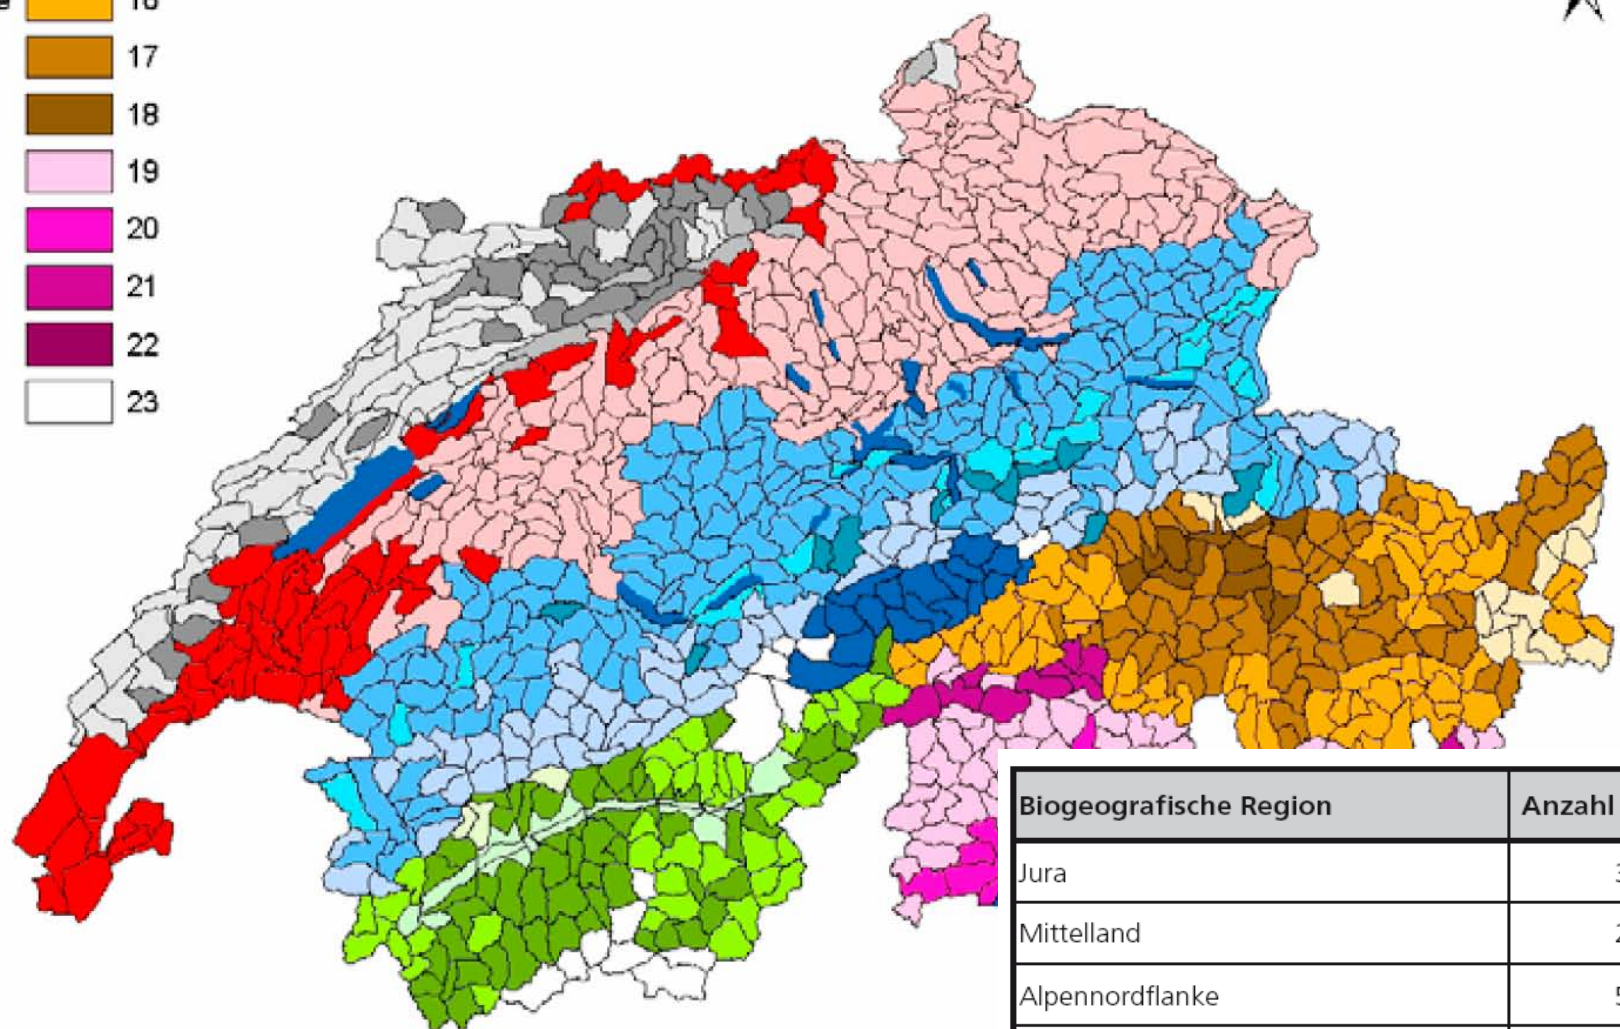 17
18
19
20
21
22
23
Biogeografische Region Anzahl
Jura
Mittelland
Alpennordflanke